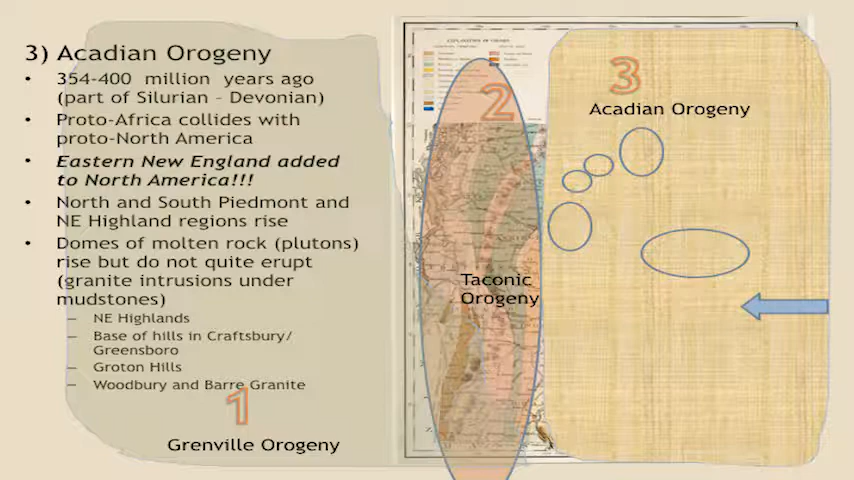 3) Acadian Orogeny
• 354-400 million years ago
(part of Silurian – Devonian)
• Proto-Africa collides with
proto-North America
• Eastern New England added
to North America!!!
• North and South Piedmont and
NE Highland regions rise
• Domes of molten rock (plutons)
rise but do not quite erupt
(granite intrusions under
mudstones)
– NE Highlands
– Base of hills in Craftsbury/
Greensboro
– Groton Hills
– Woodbury and Barre Granite
1
Grenville Orogeny
2
Taconic
Orogeny
3
Acadian Orogeny